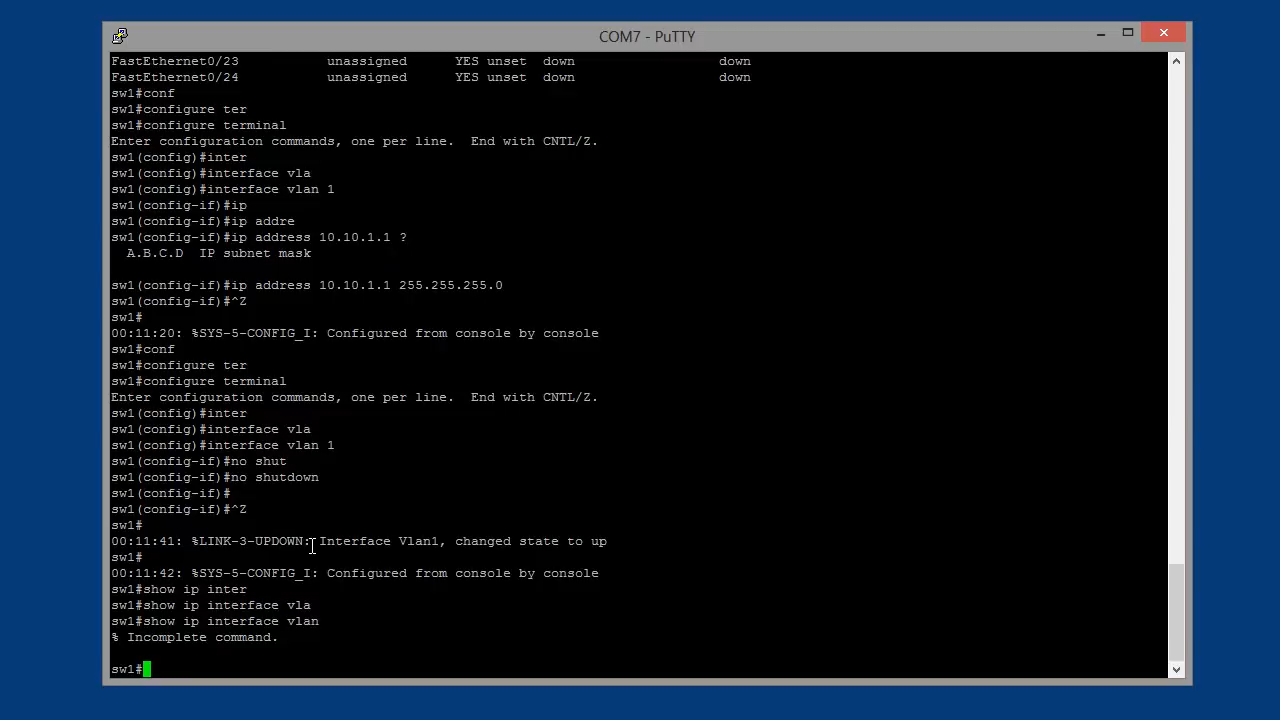 COM7 - PuTTY
FastEthernet0/23 unassigned YES unset down down
FastEthernet0/24 unassigned YES unset down down
sw1#conf
sw1#configure ter
sw1#configure terminal
Enter configuration commands, one per line. End with CNTL/Z.
sw1(config)#inter
sw1(config)#interface vla
sw1(config)#interface vlan 1
sw1(config-if)#ip
sw1(config-if)#ip addre
sw1(config-if)#ip address 10.10.1.1 ?
A.B.C.D IP subnet mask
sw1(config-if)#ip address 10.10.1.1 255.255.255.0
sw1(config-if)#^Z
sw1#
00:11:20: %SYS-5-CONFIG_I: Configured from console by console
sw1#conf
sw1#configure ter
sw1#configure terminal
Enter configuration commands, one per line. End with CNTL/Z.
sw1(config)#inter
sw1(config)#interface vla
sw1(config)#interface vlan 1
sw1(config-if)#no shut
sw1(config-if)#no shutdown
sw1(config-if)#
sw1(config-if)#^Z
sw1#
00:11:41: %LINK-3-UPDOWN: Interface Vlan1, changed state to up
sw1#
00:11:42: %SYS-5-CONFIG_I: Configured from console by console
sw1#show ip inter
sw1#show ip interface vla
sw1#show ip interface vlan
% Incomplete command.
sw1#